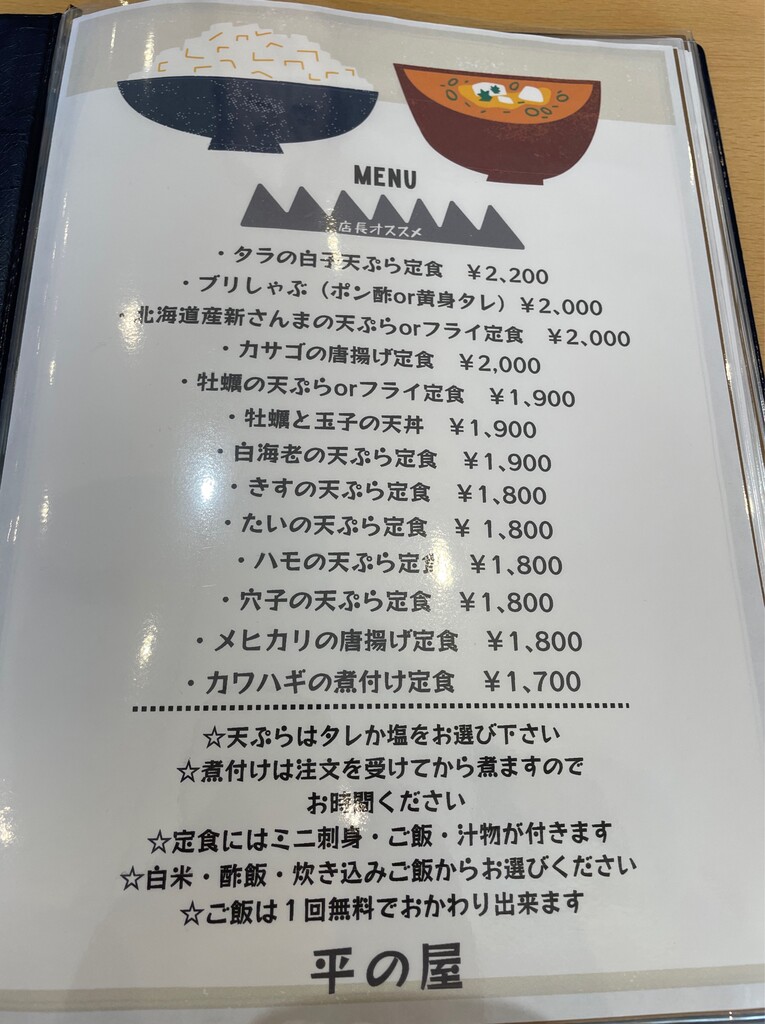 MENU
店長オススメ
・タラの白子天ぷら定食 ¥2,200
・ブリしゃぶ（ポン酢or黄身タレ）¥2,000
・北海道産新さんまの天ぷらorフライ定食 ¥2,000
・カサゴの唐揚げ定食 ¥2,000
・牡蠣の天ぷらorフライ定食 ¥1,900
・牡蠣と玉子の天丼 ¥1,900
・白海老の天ぷら定食 ¥1,900
・きすの天ぷら定食 ¥1,800
・たいの天ぷら定食 ¥ 1,800
・ハモの天ぷら定食 ¥1,800
・穴子の天ぷら定食 ¥1,800
・メヒカリの唐揚げ定食 ¥1,800
・カワハギの煮付け定食 ¥1,700
☆天ぷらはタレか塩をお選び下さい
☆煮付けは注文を受けてから煮ますので
お時間ください
☆定食にはミニ刺身・ご飯・汁物が付きます
☆白米・酢飯・炊き込みご飯からお選びください
☆ご飯は１回無料でおかわり出来ます
平の屋